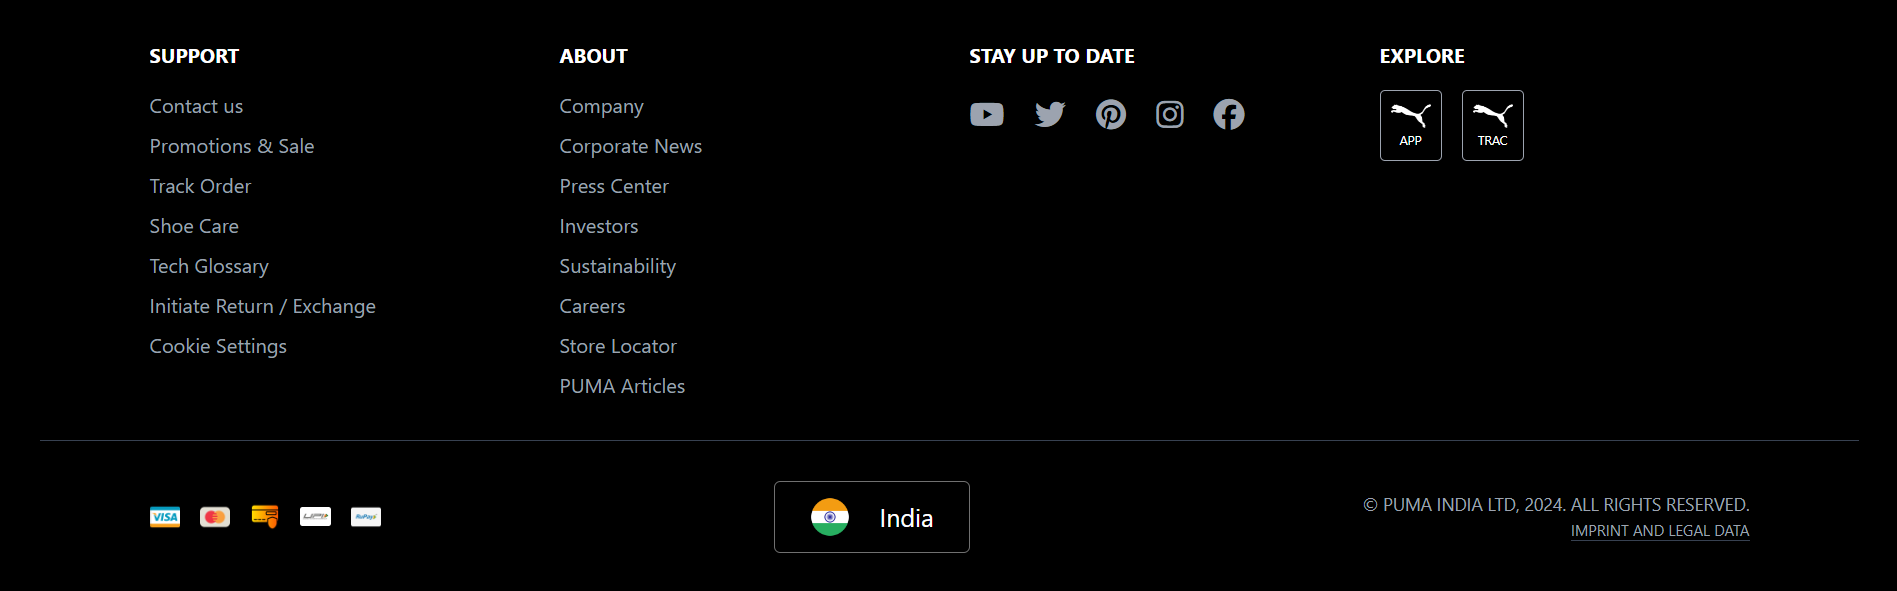 SUPPORT
Contact us
Promotions & Sale
Track Order
Shoe Care
Tech Glossary
Initiate Return / Exchange
Cookie Settings
ABOUT
Company
Corporate News
Press Center
Investors
Sustainability
Careers
Store Locator
PUMA Articles
STAY UP TO DATE
EXPLORE
APP
TRAC
VISA
UPI
NuPay
India
© PUMA INDIA LTD, 2024. ALL RIGHTS RESERVED.
IMPRINT AND LEGAL DATA